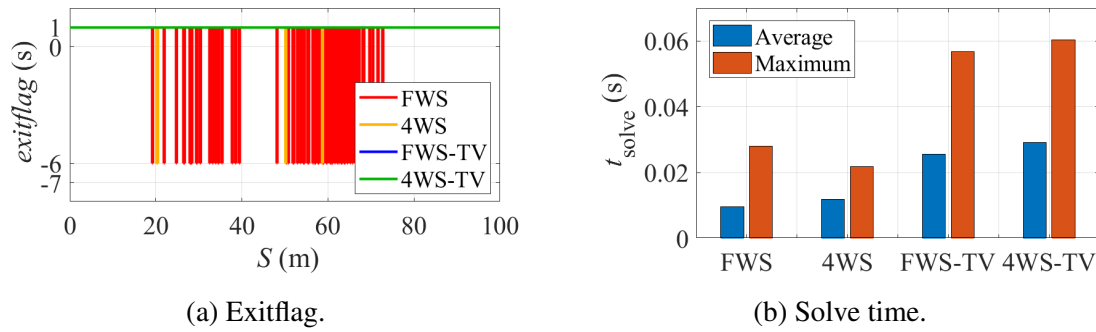 exitflag (s)
1
0
-6
-7
FWS
4WS
FWS-TV
4WS-TV
0 20 40 60 80 100
S (m)
(a) Exitflag.
t_solve (s)
0.06
0.04
0.02
0
Average
Maximum
FWS 4WS FWS-TV 4WS-TV
(b) Solve time.